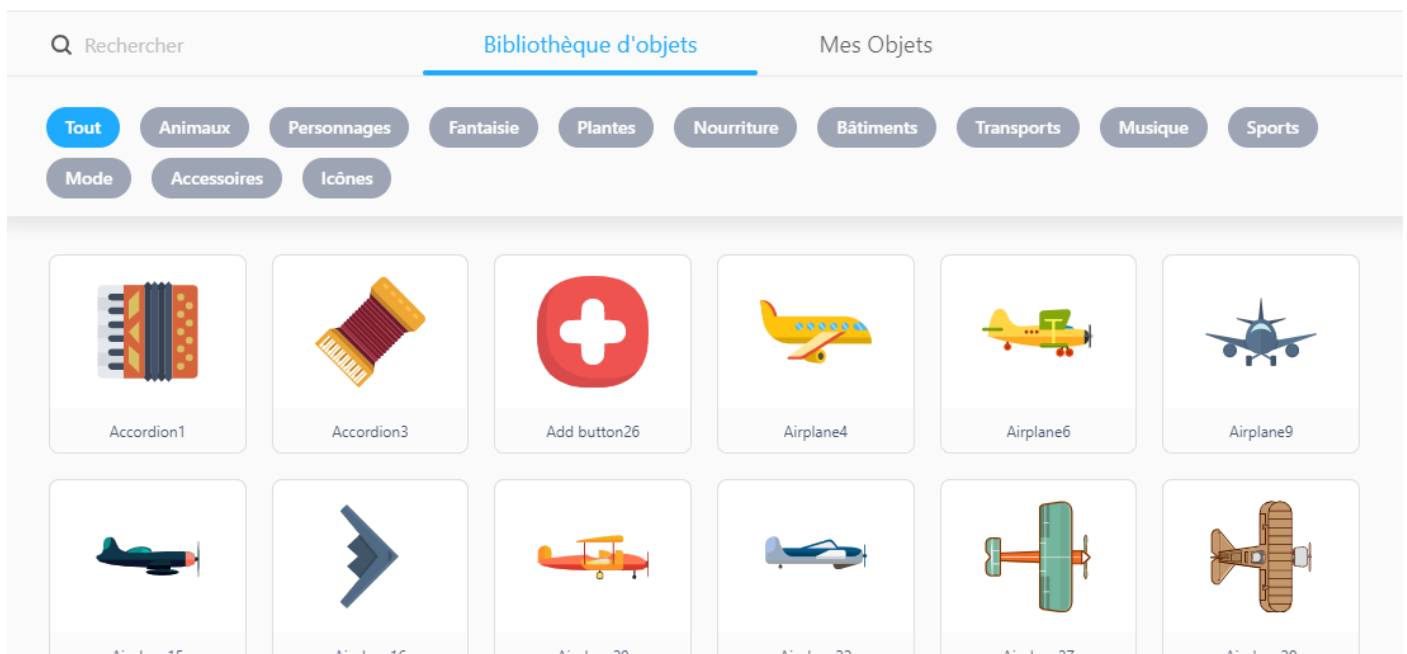 Rechercher Bibliothèque d'objets Mes Objets
Tout Animaux Personnages Fantaisie Plantes Nourriture Bâtiments Transports Musique Sports
Mode Accessoires Icônes
Accordion1 Accordion3 Add button26 Airplane4 Airplane6 Airplane9